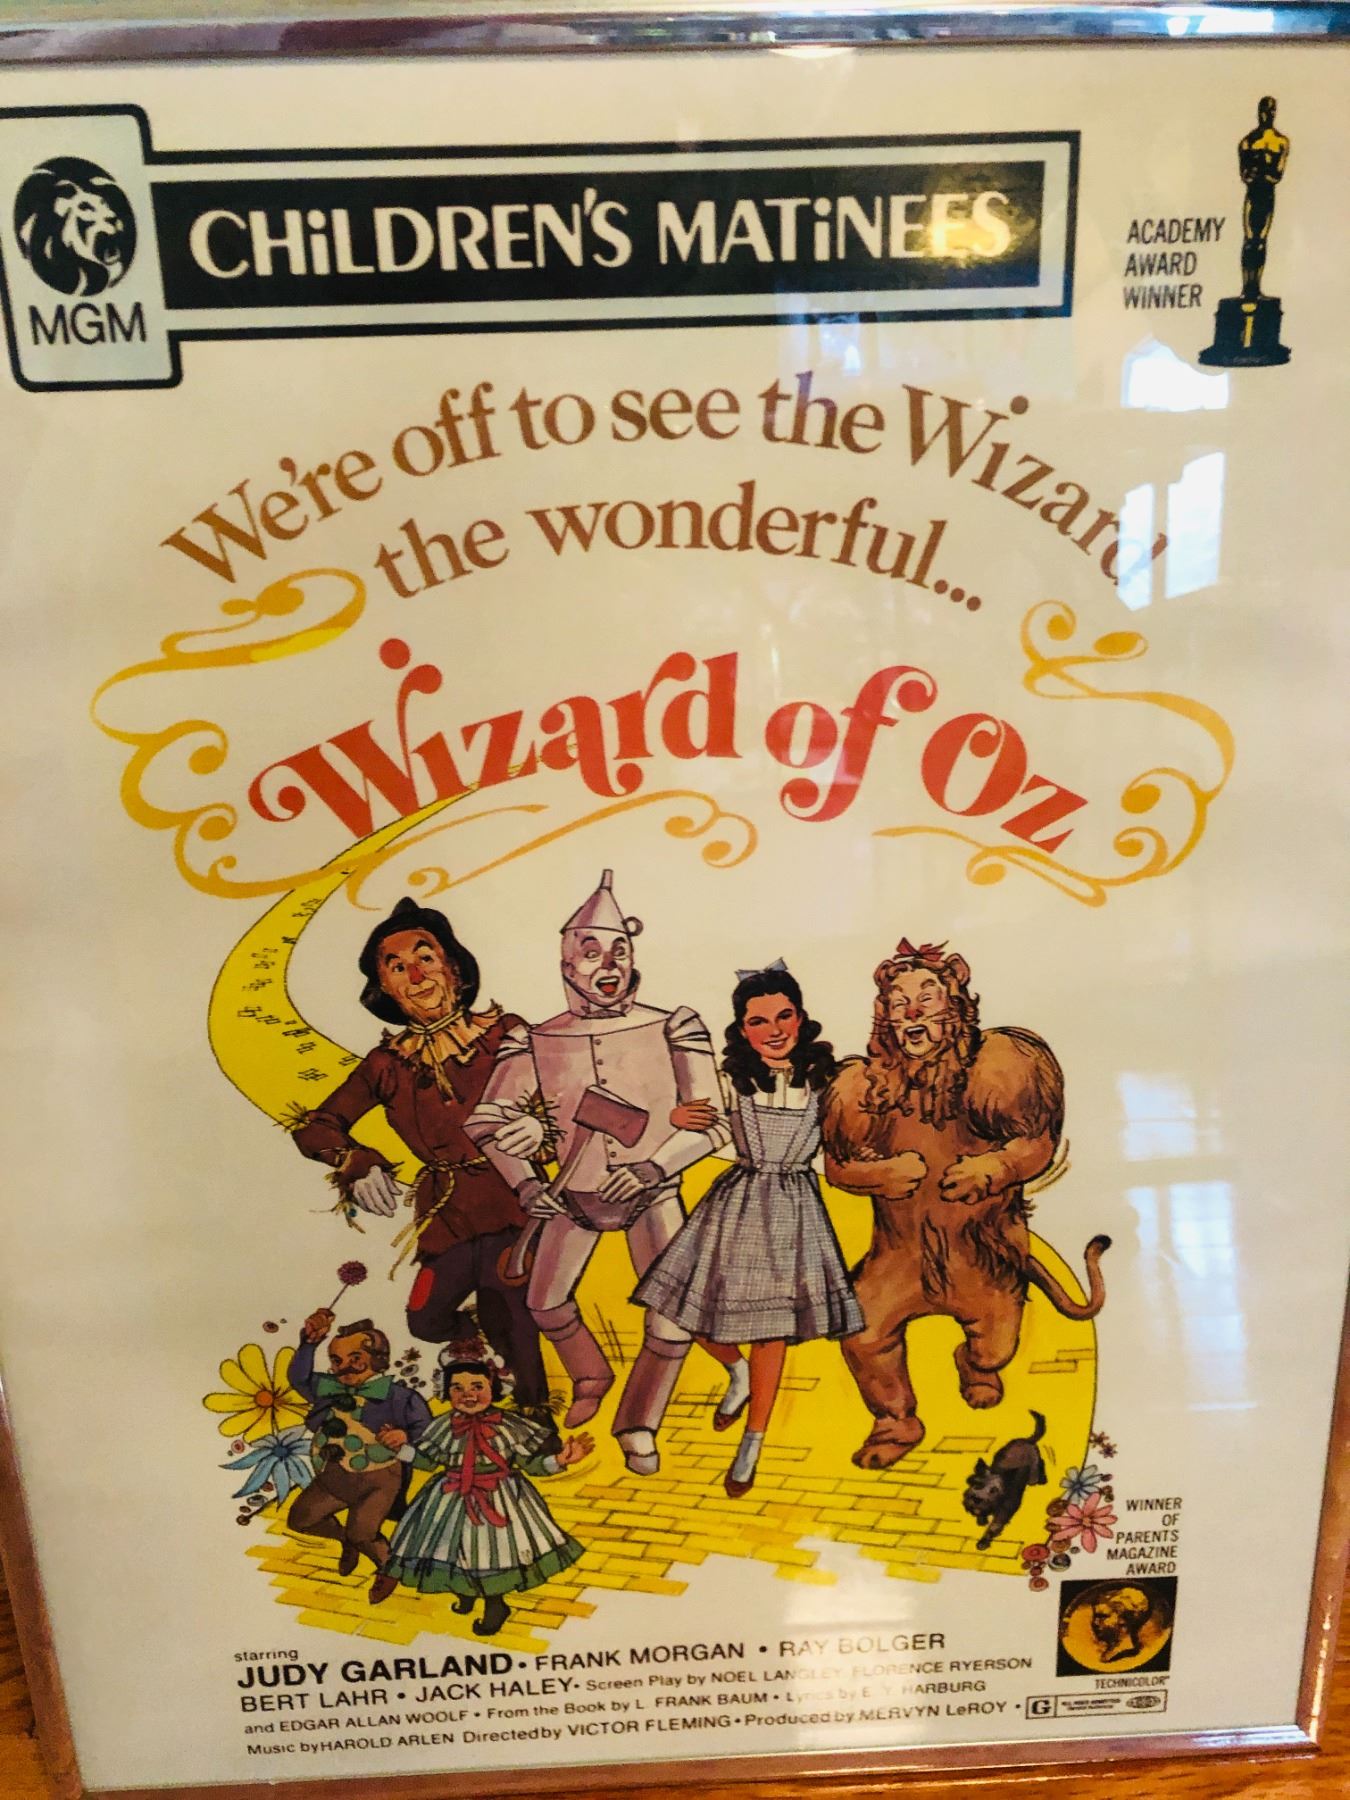 MGM
CHiLDREN'S MATiNEES
ACADEMY
AWARD
WINNER
We're off to see the Wizard
the wonderful...
Wizard of Oz
WINNER
OF
PARENTS
MAGAZINE
AWARD
TECHNICOLOR®
starring
JUDY GARLAND • FRANK MORGAN • RAY BOLGER
BERT LAHR • JACK HALEY • Screen Play by NOEL LANGLEY, FLORENCE RYERSON
and EDGAR ALLAN WOOLF • From the Book by L. FRANK BAUM • Lyrics by E. Y. HARBURG
Music by HAROLD ARLEN Directed by VICTOR FLEMING • Produced by MERVYN LeROY •
G